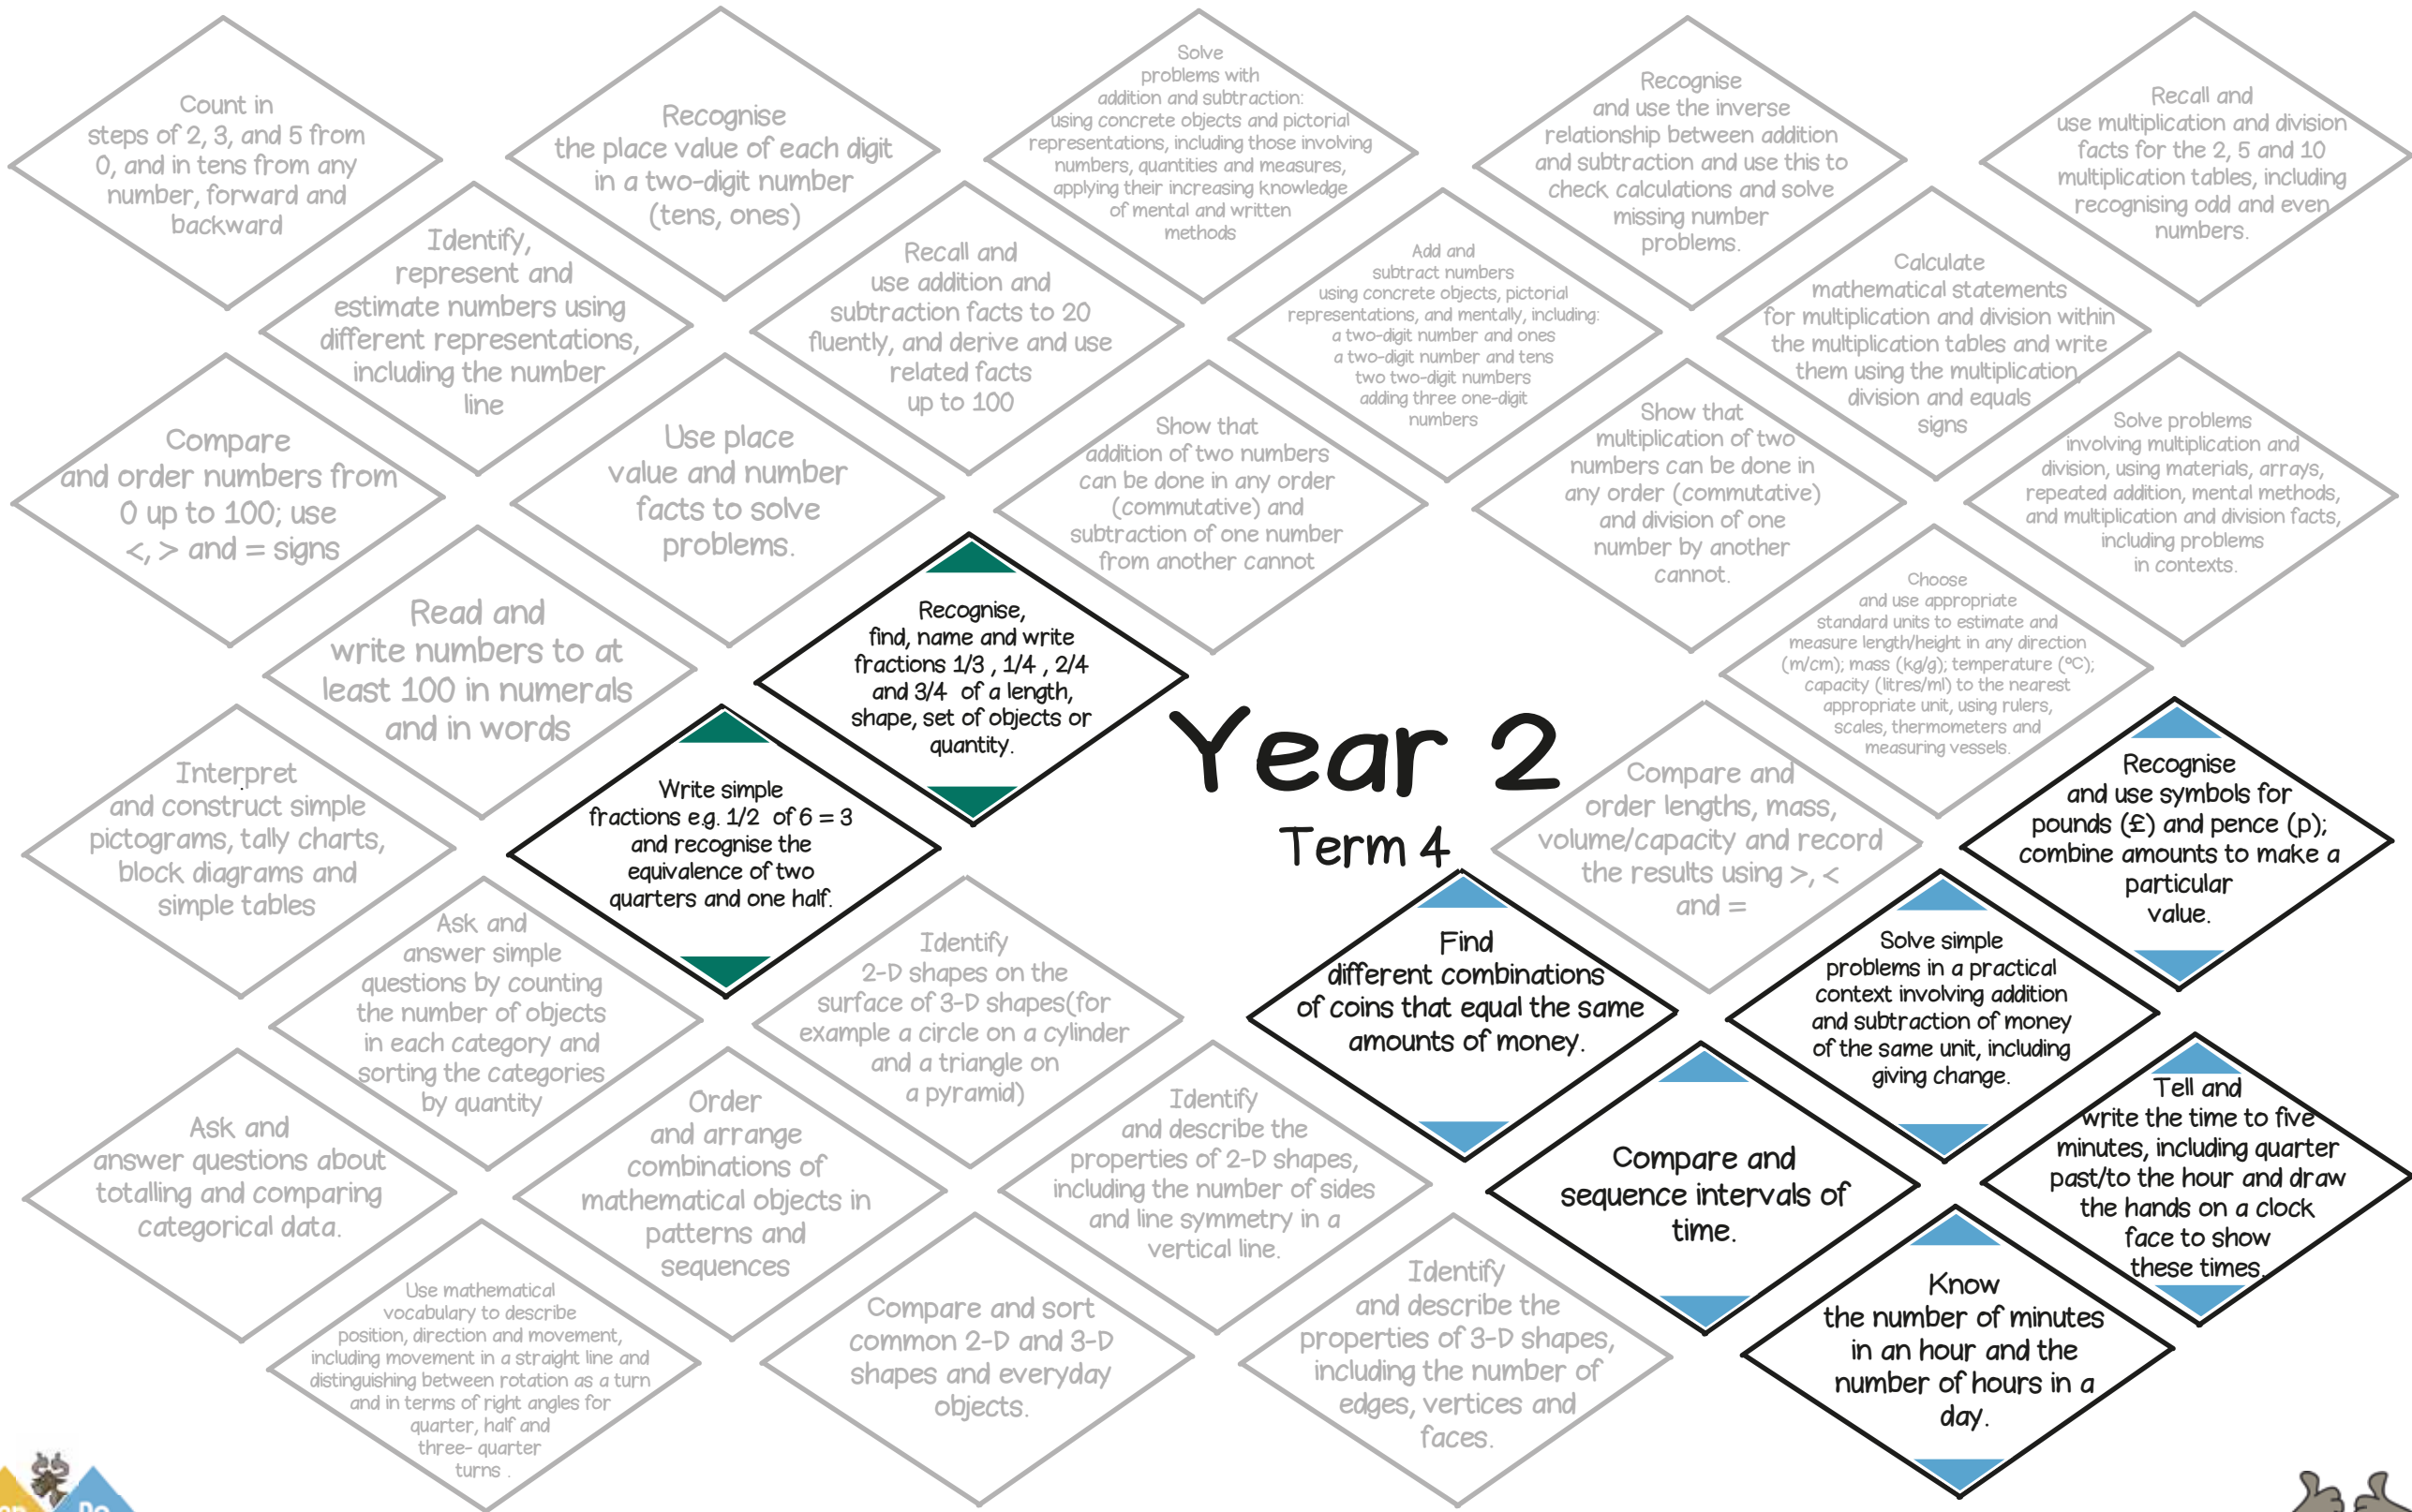 Count in
steps of 2, 3, and 5 from
0, and in tens from any
number, forward and
backward
Recognise
the place value of each digit
in a two-digit number
(tens, ones)
Solve
problems with
addition and subtraction:
using concrete objects and pictorial
representations, including those involving
numbers, quantities and measures,
applying their increasing knowledge
of mental and written
methods
Recognise
and use the inverse
relationship between addition
and subtraction and use this to
check calculations and solve
missing number
problems.
Recall and
use multiplication and division
facts for the 2, 5 and 10
multiplication tables, including
recognising odd and even
numbers.
Identify,
represent and
estimate numbers using
different representations,
including the number
line
Recall and
use addition and
subtraction facts to 20
fluently, and derive and use
related facts
up to 100
Add and
subtract numbers
using concrete objects, pictorial
representations, and mentally, including:
a two-digit number and ones
a two-digit number and tens
two two-digit numbers
adding three one-digit
numbers
Calculate
mathematical statements
for multiplication and division within
the multiplication tables and write
them using the multiplication,
division and equals
signs
Compare
and order numbers from
0 up to 100; use
<, > and = signs
Use place
value and number
facts to solve
problems.
Show that
addition of two numbers
can be done in any order
(commutative) and
subtraction of one number
from another cannot
Show that
multiplication of two
numbers can be done in
any order (commutative)
and division of one
number by another
cannot.
Solve problems
involving multiplication and
division, using materials, arrays,
repeated addition, mental methods,
and multiplication and division facts,
including problems
in contexts.
Read and
write numbers to at
least 100 in numerals
and in words
Recognise,
find, name and write
fractions 1/3 , 1/4 , 2/4
and 3/4 of a length,
shape, set of objects or
quantity.
Choose
and use appropriate
standard units to estimate and
measure length/height in any direction
(m/cm); mass (kg/g); temperature (°C);
capacity (litres/ml) to the nearest
appropriate unit, using rulers,
scales, thermometers and
measuring vessels.
Year 2
Term 4
Interpret
and construct simple
pictograms, tally charts,
block diagrams and
simple tables
Write simple
fractions e.g. 1/2 of 6 = 3
and recognise the
equivalence of two
quarters and one half.
Compare and
order lengths, mass,
volume/capacity and record
the results using >, <
and =
Recognise
and use symbols for
pounds (£) and pence (p);
combine amounts to make a
particular
value.
Ask and
answer simple
questions by counting
the number of objects
in each category and
sorting the categories
by quantity
Identify
2-D shapes on the
surface of 3-D shapes(for
example a circle on a cylinder
and a triangle on
a pyramid)
Find
different combinations
of coins that equal the same
amounts of money.
Solve simple
problems in a practical
context involving addition
and subtraction of money
of the same unit, including
giving change.
Ask and
answer questions about
totalling and comparing
categorical data.
Order
and arrange
combinations of
mathematical objects in
patterns and
sequences
Identify
and describe the
properties of 2-D shapes,
including the number of sides
and line symmetry in a
vertical line.
Compare and
sequence intervals of
time.
Tell and
write the time to five
minutes, including quarter
past/to the hour and draw
the hands on a clock
face to show
these times.
Use mathematical
vocabulary to describe
position, direction and movement,
including movement in a straight line and
distinguishing between rotation as a turn
and in terms of right angles for
quarter, half and
three- quarter
turns .
Compare and sort
common 2-D and 3-D
shapes and everyday
objects.
Identify
and describe the
properties of 3-D shapes,
including the number of
edges, vertices and
faces.
Know
the number of minutes
in an hour and the
number of hours in a
day.